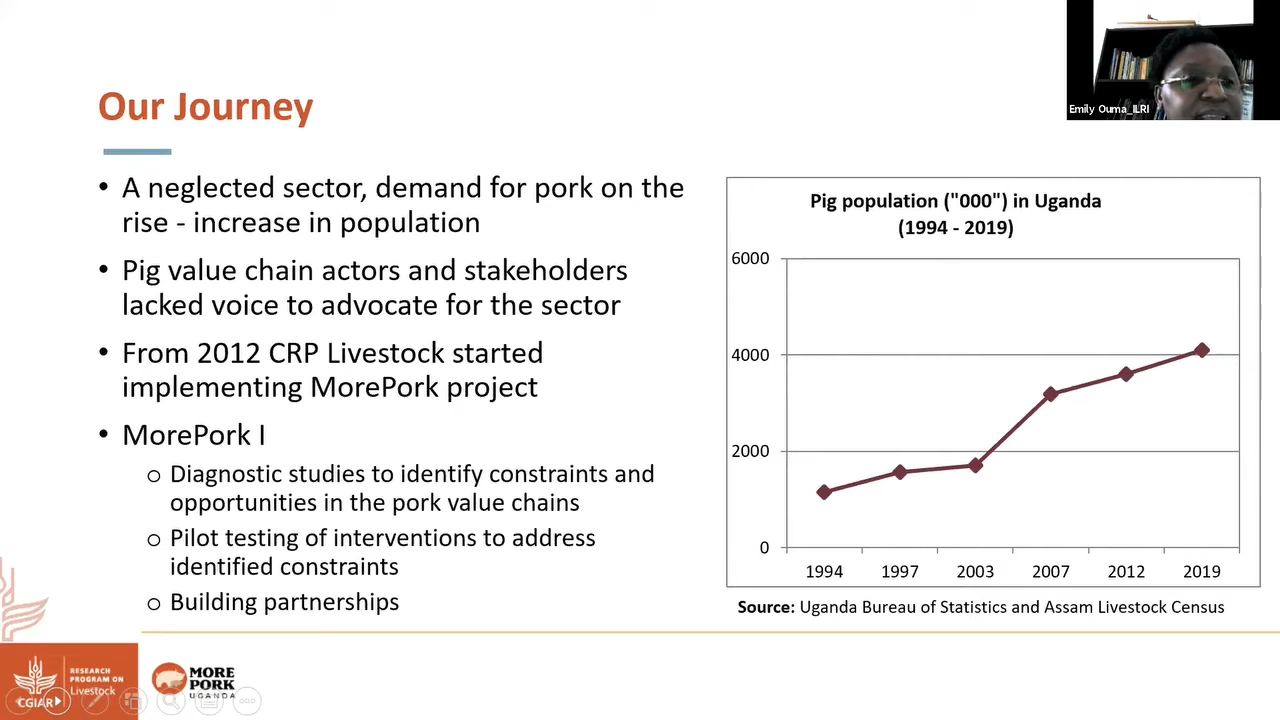 Our Journey
Emily Ouma_ILRI
• A neglected sector, demand for pork on the
rise - increase in population
• Pig value chain actors and stakeholders
lacked voice to advocate for the sector
• From 2012 CRP Livestock started
implementing MorePork project
• MorePork I
o Diagnostic studies to identify constraints and
opportunities in the pork value chains
o Pilot testing of interventions to address
identified constraints
o Building partnerships
Pig population ("000") in Uganda
(1994 - 2019)
6000
4000
2000
0
1994 1997 2003 2007 2012 2019
Source: Uganda Bureau of Statistics and Assam Livestock Census
RESEARCH
PROGRAM ON
Livestock
CGIAR
MORE
PORK
UGANDA